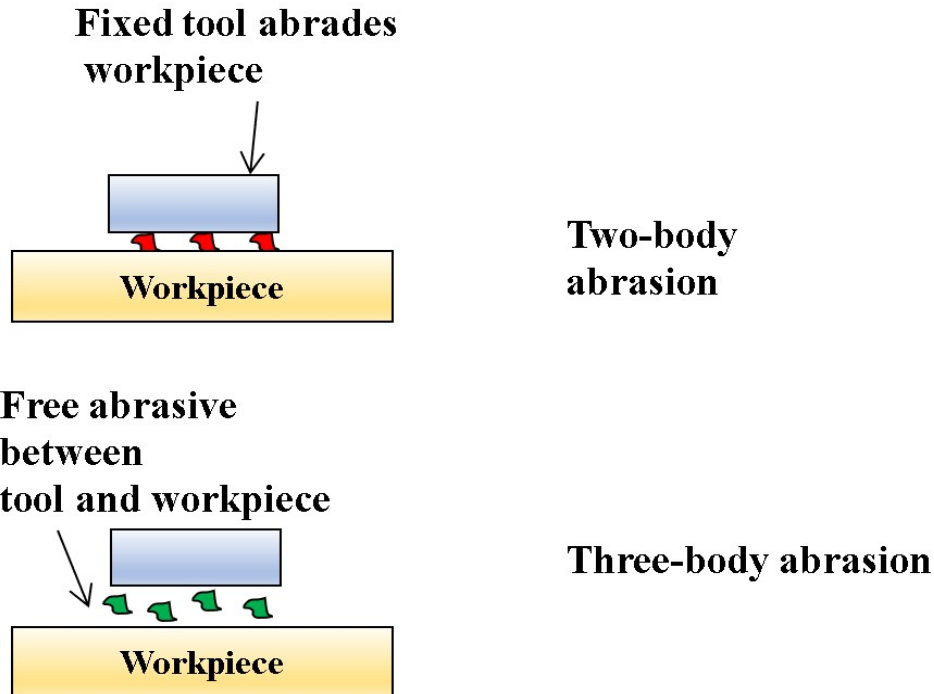 Fixed tool abrades
workpiece
Two-body
abrasion
Workpiece
Free abrasive
between
tool and workpiece
Three-body abrasion
Workpiece